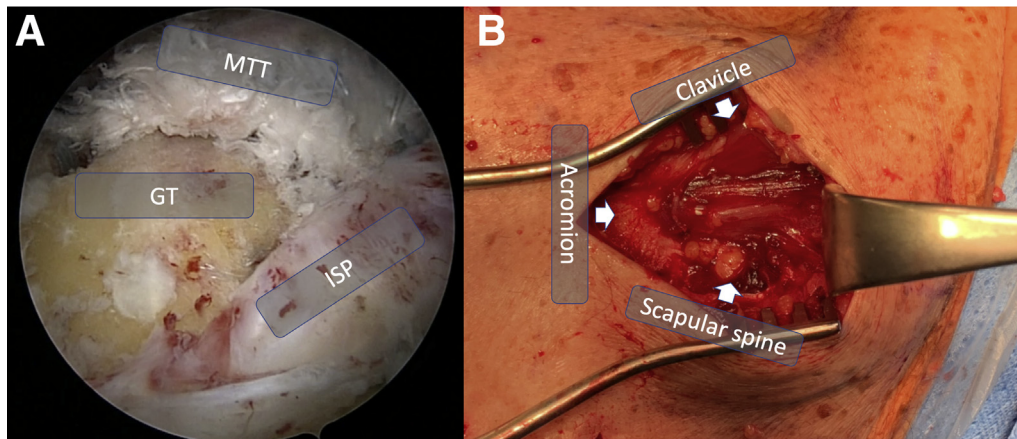 A
MTT
GT
ISP
B
Clavicle
Acromion
Scapular spine